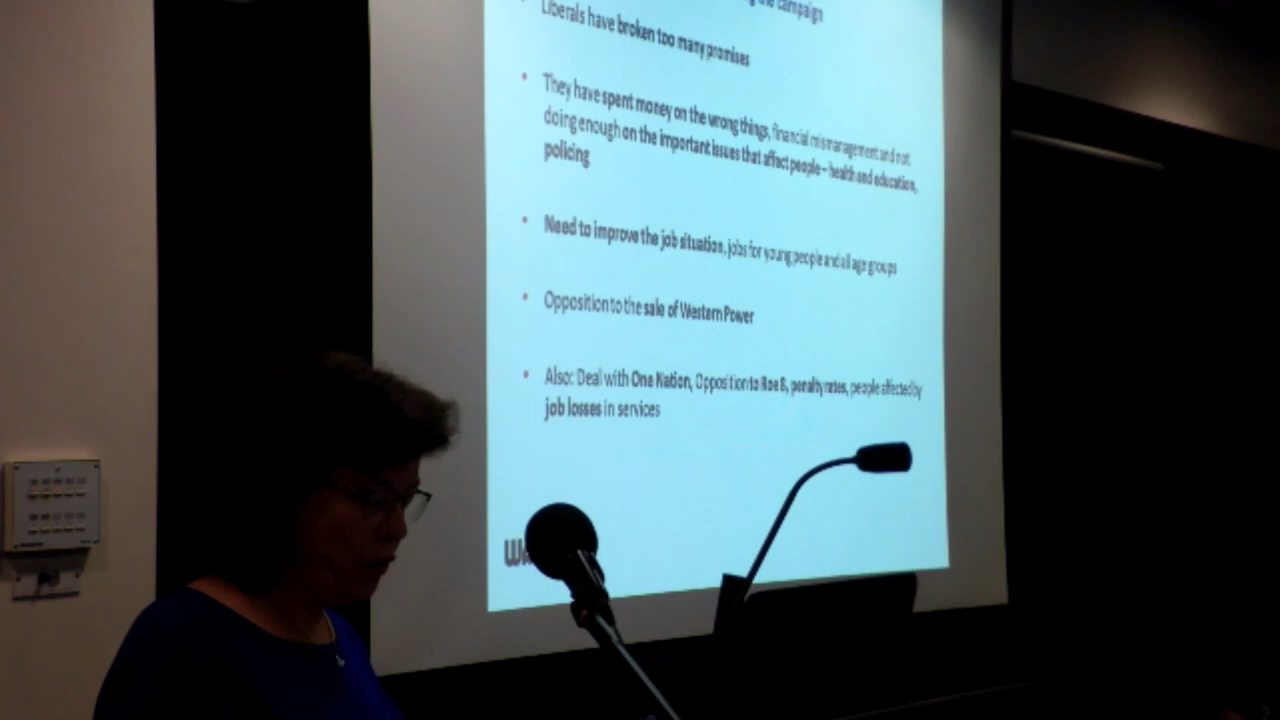 the campaign
Liberals have broken too many promises
They have spent money on the wrong things, financial mismanagement and not
doing enough on the important issues that affect people – health and education,
policing
Need to improve the job situation, jobs for young people and all age groups
Opposition to the sale of Western Power
Also: Deal with One Nation, Opposition to Roe 8, penalty rates, people affected by
job losses in services